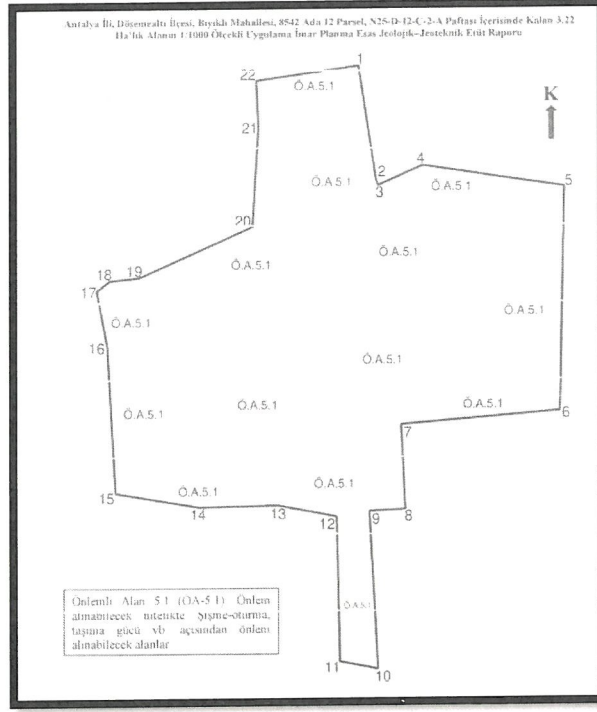 Antalya İli, Döşemealtı İlçesi, Bıyıklı Mahallesi, 8542 Ada 12 Parsel, N25-D-12-C-2-A Paftası İçerisinde Kalan 3.22
Ha'lık Alanın 1/1000 Ölçekli Uygulama İmar Planına Esas Jeolojik-Jeoteknik Etüt Raporu
1
22
Ö.A.5.1
K
21
4
2
Ö.A.5.1
Ö.A.5.1
5
3
20
Ö.A.5.1
Ö.A.5.1
18
19
17
Ö.A.5.1
Ö.A.5.1
16
Ö.A.5.1
Ö.A.5.1
Ö.A.5.1
Ö.A.5.1
6
7
Ö.A.5.1
Ö.A.5.1
15
14
13
12
9
8
Önlemli Alan 5.1 (ÖA-5.1) Önlem
alınabilecek nitelikte Şişme-oturma,
taşıma gücü vb açısından önlem
alınabilecek alanlar
Ö.A.5.1
11
10